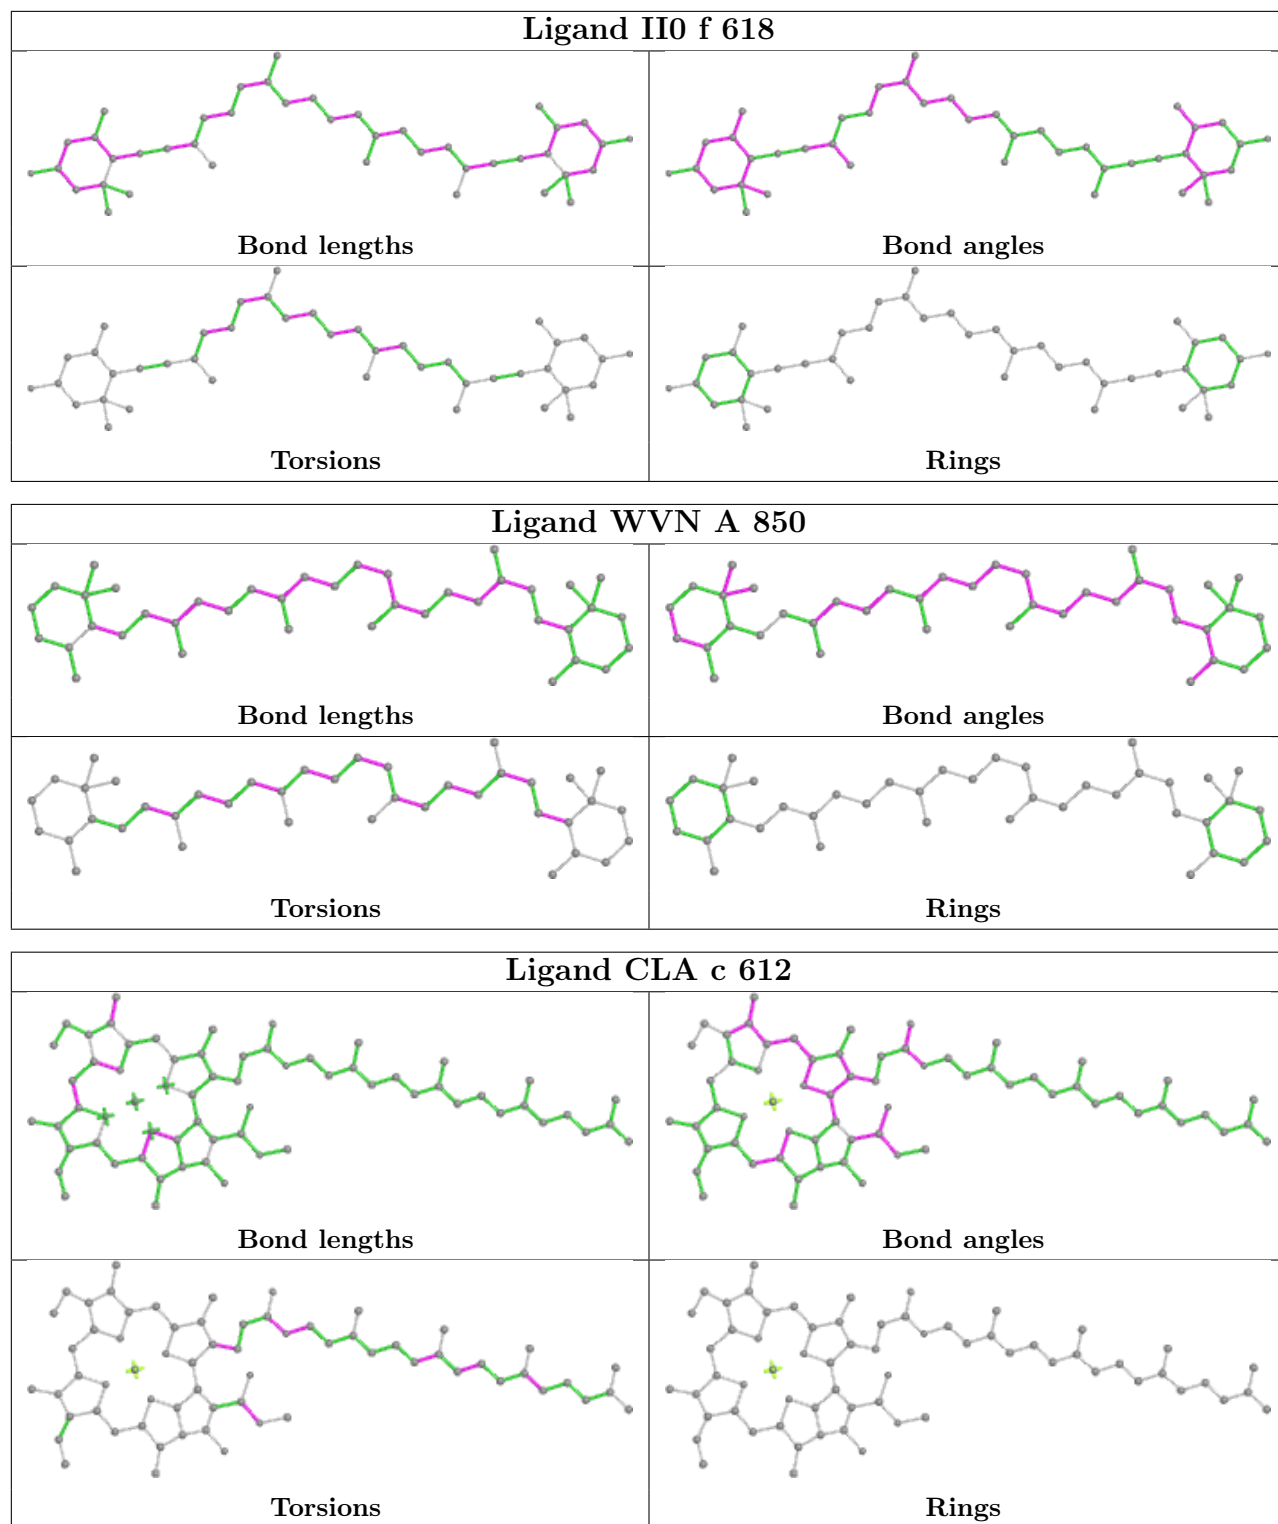 Ligand II0 f 618
Bond lengths
Bond angles
Torsions
Rings
Ligand WVN A 850
Bond lengths
Bond angles
Torsions
Rings
Ligand CLA c 612
Bond lengths
Bond angles
Torsions
Rings